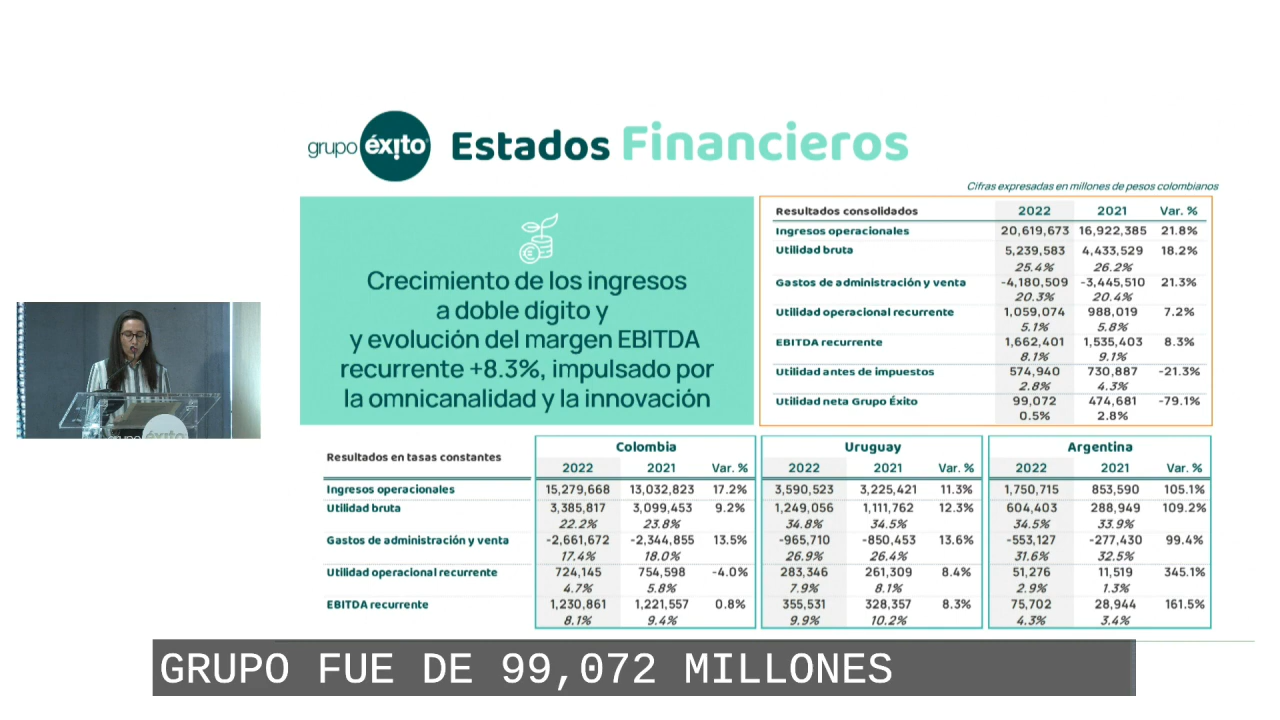 grupo éxito Estados Financieros
Cifras expresadas en millones de pesos colombianos
Crecimiento de los ingresos
a doble dígito y
y evolución del margen EBITDA
recurrente +8.3%, impulsado por
la omnicanalidad y la innovación
Resultados consolidados 2022 2021 Var. %
Ingresos operacionales 20,619,673 16,922,385 21.8%
Utilidad bruta 5,239,583 4,433,529 18.2%
25.4% 26.2%
Gastos de administración y venta -4,180,509 -3,445,510 21.3%
20.3% 20.4%
Utilidad operacional recurrente 1,059,074 988,019 7.2%
5.1% 5.8%
EBITDA recurrente 1,662,401 1,535,403 8.3%
8.1% 9.1%
Utilidad antes de impuestos 574,940 730,887 -21.3%
2.8% 4.3%
Utilidad neta Grupo Éxito 99,072 474,681 -79.1%
0.5% 2.8%
grupo éxito
Colombia Uruguay Argentina
Resultados en tasas constantes
2022 2021 Var. % 2022 2021 Var. % 2022 2021 Var. %
Ingresos operacionales 15,279,668 13,032,823 17.2% 3,590,523 3,225,421 11.3% 1,750,715 853,590 105.1%
Utilidad bruta 3,385,817 3,099,453 9.2% 1,249,056 1,111,762 12.3% 604,403 288,949 109.2%
22.2% 23.8% 34.8% 34.5% 34.5% 33.9%
Gastos de administración y venta -2,661,672 -2,344,855 13.5% -965,710 -850,453 13.6% -553,127 -277,430 99.4%
17.4% 18.0% 26.9% 26.4% 31.6% 32.5%
Utilidad operacional recurrente 724,145 754,598 -4.0% 283,346 261,309 8.4% 51,276 11,519 345.1%
4.7% 5.8% 7.9% 8.1% 2.9% 1.3%
EBITDA recurrente 1,230,861 1,221,557 0.8% 355,531 328,357 8.3% 75,702 28,944 161.5%
8.1% 9.4% 9.9% 10.2% 4.3% 3.4%
GRUPO FUE DE 99,072 MILLONES